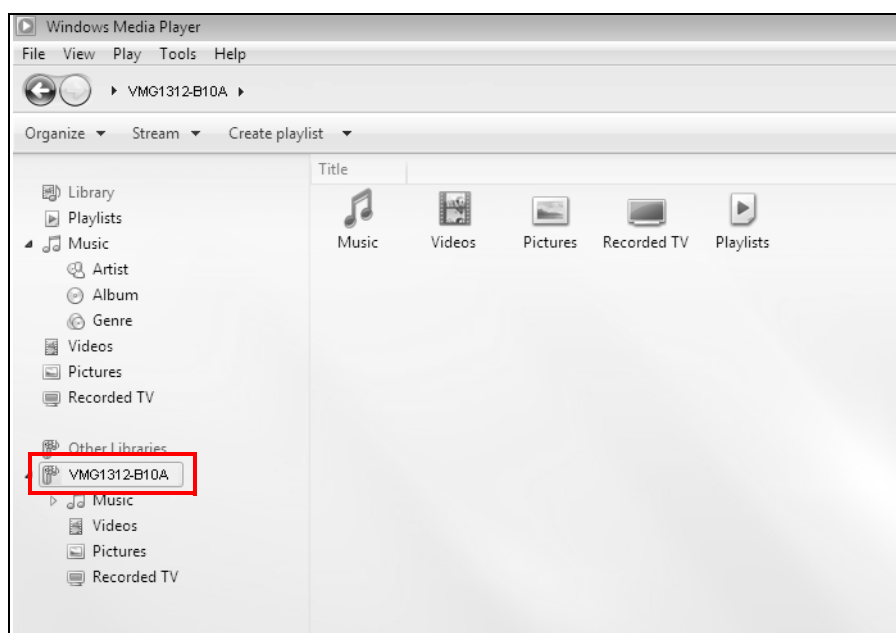 Windows Media Player
File View Play Tools Help
VMG1312-B10A
Organize Stream Create playlist
Title
Library
Playlists
Music
Artist
Album
Genre
Videos
Pictures
Recorded TV
Other Libraries
VMG1312-B10A
Music
Videos
Pictures
Recorded TV
Music Videos Pictures Recorded TV Playlists